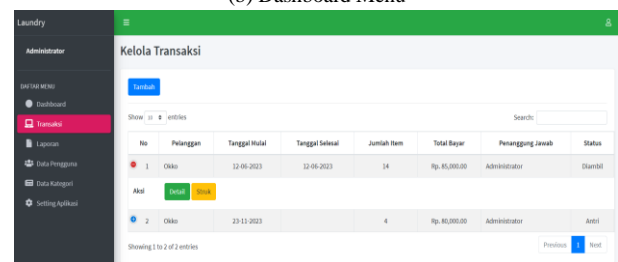 (b) Dashboard Menu
Laundry
Administrator
Kelola Transaksi
DAFTAR MENU
Dashboard
Transaksi
Laporan
Data Pengguna
Data Kategori
Setting Aplikasi
Tambah
Show 10 entries Search:
No Pelanggan Tanggal Mulai Tanggal Selesai Jumlah Item Total Bayar Penanggung Jawab Status
1 Okko 12-06-2023 12-06-2023 14 Rp. 85,000.00 Administrator Diambil
Aksi Detail Struk
2 Okko 23-11-2023 4 Rp. 80,000.00 Administrator Antri
Showing 1 to 2 of 2 entries Previous 1 Next